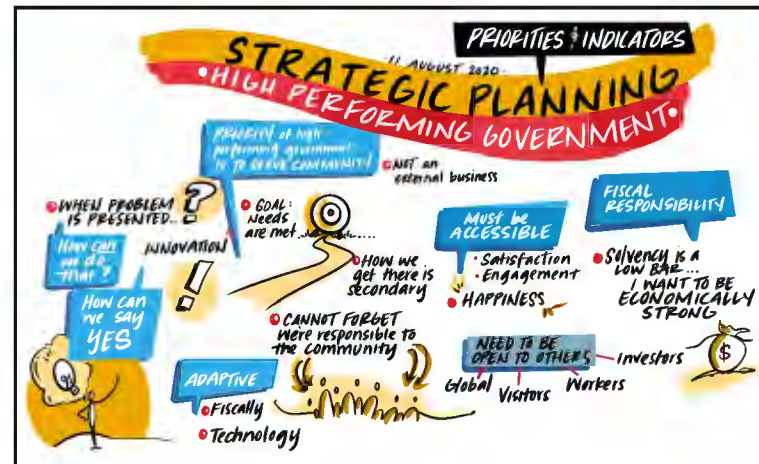 PRIORITIES & INDICATORS
11 AUGUST 2020
STRATEGIC PLANNING
• HIGH PERFORMING GOVERNMENT •
PRIORITY of high
performing government
IS TO SERVE COMMUNITY!
NOT an
external business
WHEN PROBLEM
IS PRESENTED...
?
How can
we do
that?
INNOVATION
!
How can
we say
YES
GOAL:
Needs
are met
HOW we
get there is
secondary
CANNOT FORGET
were responsible to
the community
ADAPTIVE
Fiscally
Technology
Must be
ACCESSIBLE
• Satisfaction
• Engagement
HAPPINESS
FISCAL
RESPONSIBILITY
Solvency is a
LOW BAR...
I WANT TO BE
ECONOMICALLY
STRONG
$
NEED TO BE
OPEN TO OTHERS
Global
Visitors
Workers
Investors